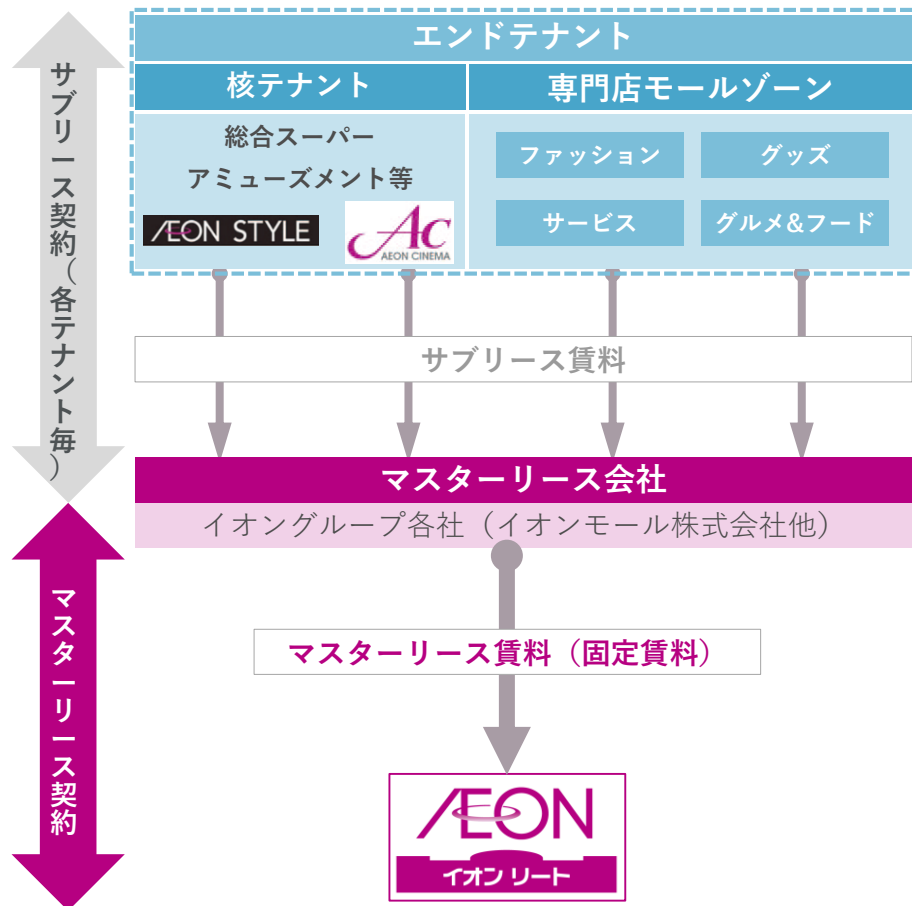 サブリース契約（各テナント毎）
エンドテナント
核テナント
専門店モールゾーン
総合スーパー
アミューズメント等
ÆON STYLE
Ac
AEON CINEMA
ファッション
グッズ
サービス
グルメ&フード
サブリース賃料
マスターリース会社
イオングループ各社（イオンモール株式会社他）
マスターリース契約
マスターリース賃料（固定賃料）
ÆON
イオン リート